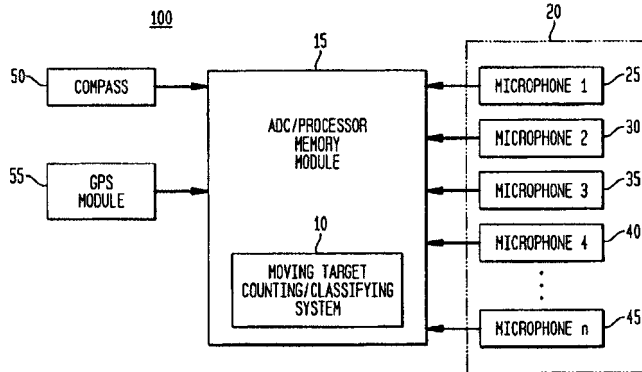 100
20
15
50
COMPASS
ADC/PROCESSOR
MEMORY
MODULE
MICROPHONE 1
25
MICROPHONE 2
30
55
GPS
MODULE
MICROPHONE 3
35
10
MOVING TARGET
COUNTING/CLASSIFYING
SYSTEM
MICROPHONE 4
40
MICROPHONE n
45